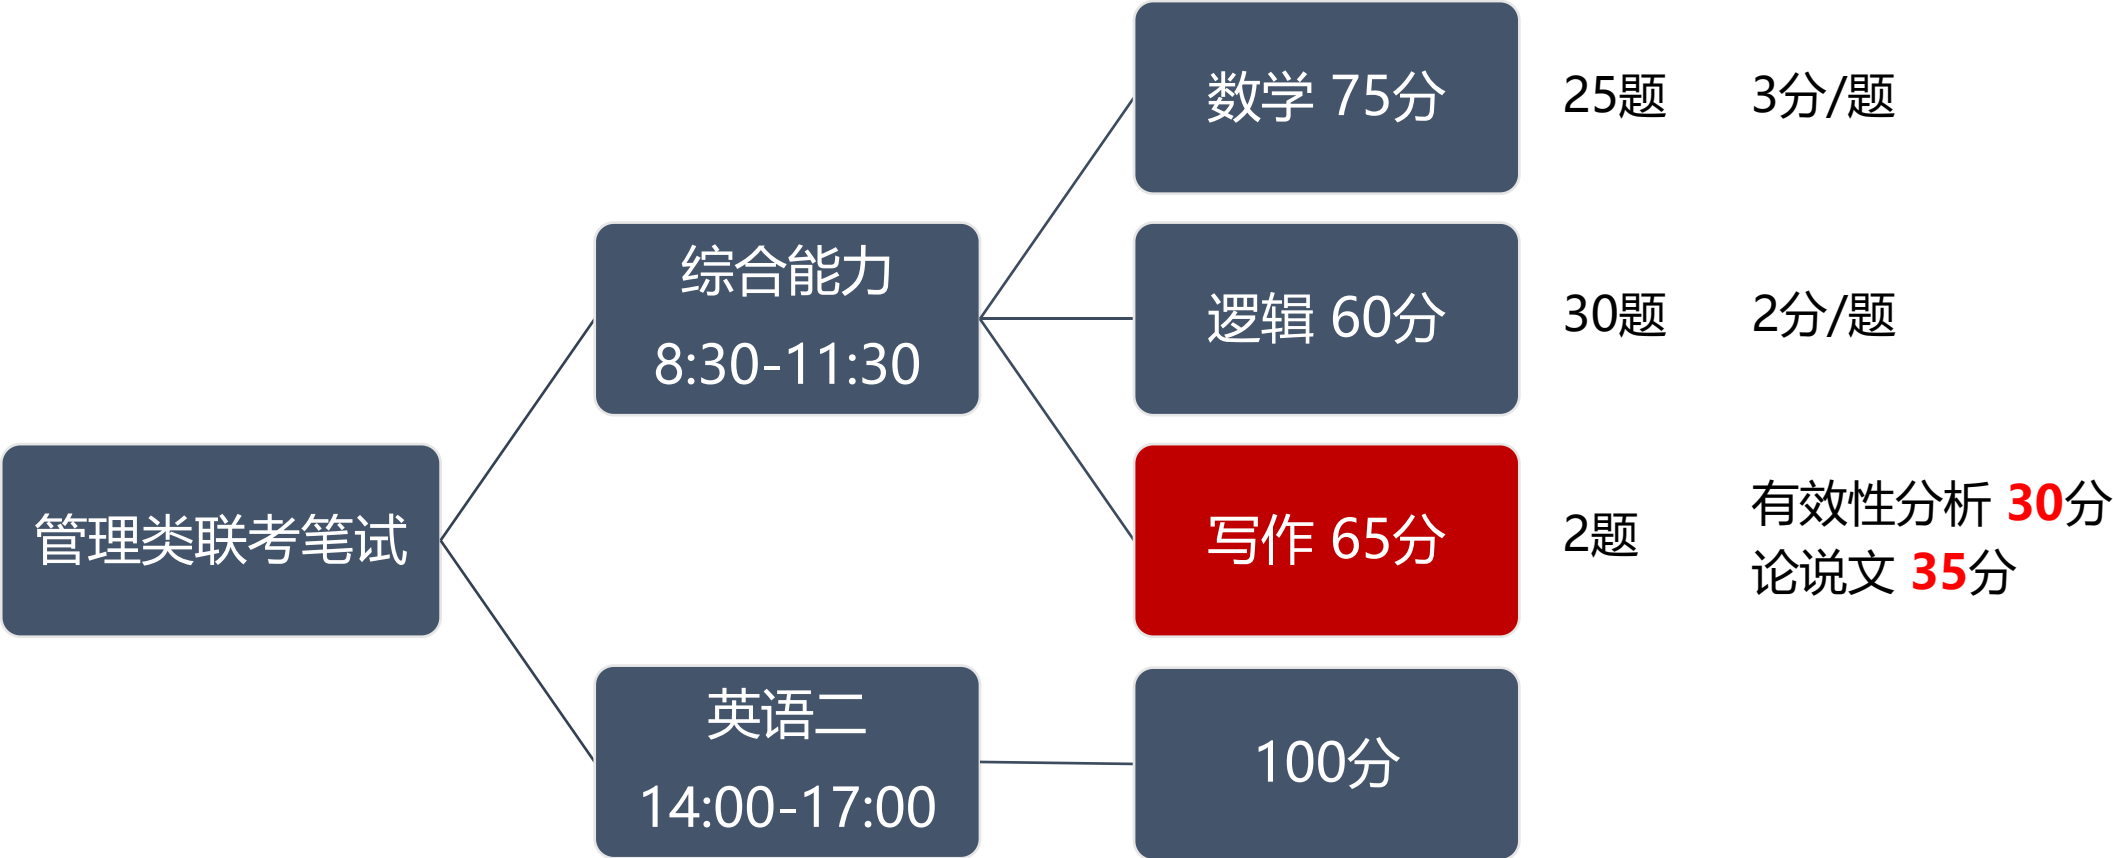 管理类联考笔试
综合能力
8:30-11:30
数学 75分
25题
3分/题
逻辑 60分
30题
2分/题
写作 65分
2题
有效性分析 30分
论说文 35分
英语二
14:00-17:00
100分